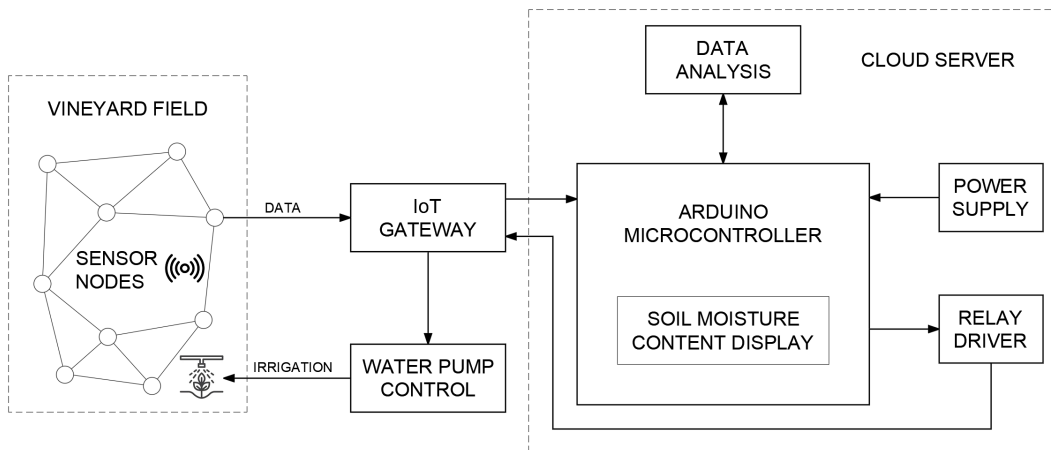 DATA
ANALYSIS
CLOUD SERVER
VINEYARD FIELD
SENSOR
NODES
DATA
IoT
GATEWAY
ARDUINO
MICROCONTROLLER
POWER
SUPPLY
SOIL MOISTURE
CONTENT DISPLAY
RELAY
DRIVER
IRRIGATION
WATER PUMP
CONTROL